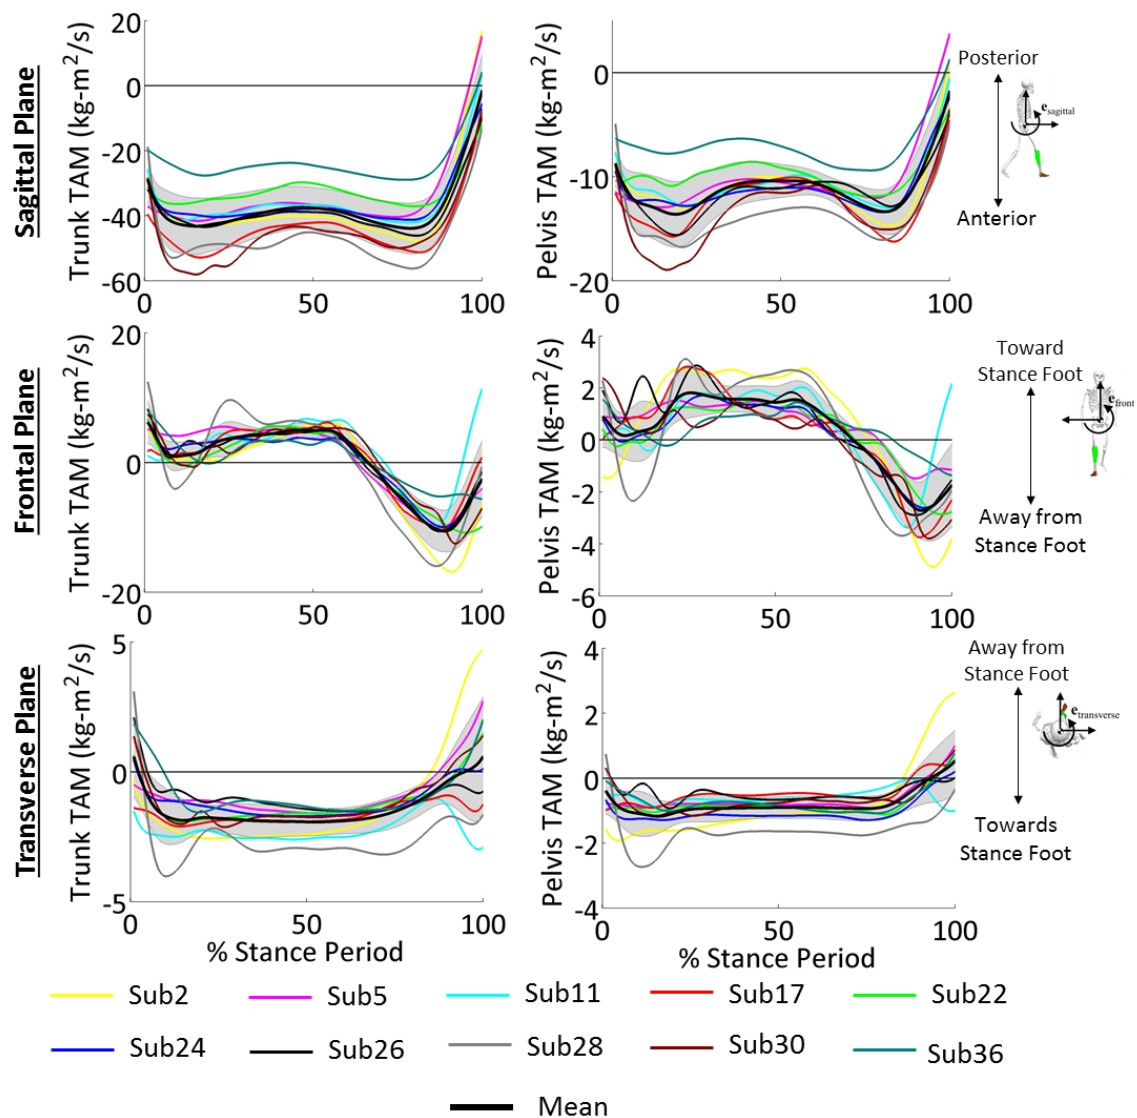 Sagittal Plane
Trunk TAM (kg-m²/s)
20
0
-20
-40
-60
0
50
100
Pelvis TAM (kg-m²/s)
0
-10
-20
0
50
100
Posterior
e sagittal
Anterior
Frontal Plane
Trunk TAM (kg-m²/s)
20
0
-20
0
50
100
Pelvis TAM (kg-m²/s)
4
2
0
-2
-4
-6
0
50
100
Toward
Stance Foot
e front
Away from
Stance Foot
Transverse Plane
Trunk TAM (kg-m²/s)
5
0
-5
0
50
100
% Stance Period
Pelvis TAM (kg-m²/s)
4
2
0
-2
-4
0
50
100
% Stance Period
Away from
Stance Foot
e transverse
Towards
Stance Foot
Sub2
Sub5
Sub11
Sub17
Sub22
Sub24
Sub26
Sub28
Sub30
Sub36
Mean